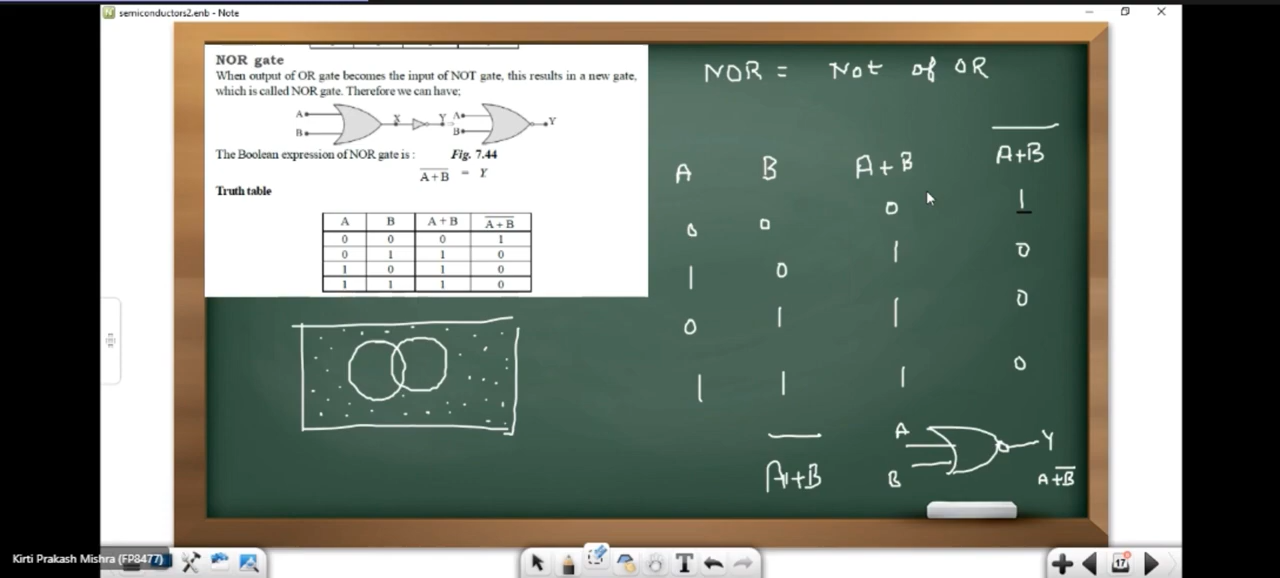 semiconductors2.enb - Note
NOR gate
When output of OR gate becomes the input of NOT gate, this results in a new gate,
which is called NOR gate. Therefore we can have;
A X Y A Y
B B
The Boolean expression of NOR gate is : Fig. 7.44
A̅+̅B̅ = Y
Truth table
A B A + B A̅ +̅ B̅
0 0 0 1
0 1 1 0
1 0 1 0
1 1 1 0
NOR = Not of OR
A B A+B A̅+̅B̅
0 0 0 1
1 0 1 0
0 1 1 0
1 1 1 0
A̅+̅B̅
A Y
B A+̅B̅
Kirti Prakash Mishra (FP8477)
T
17